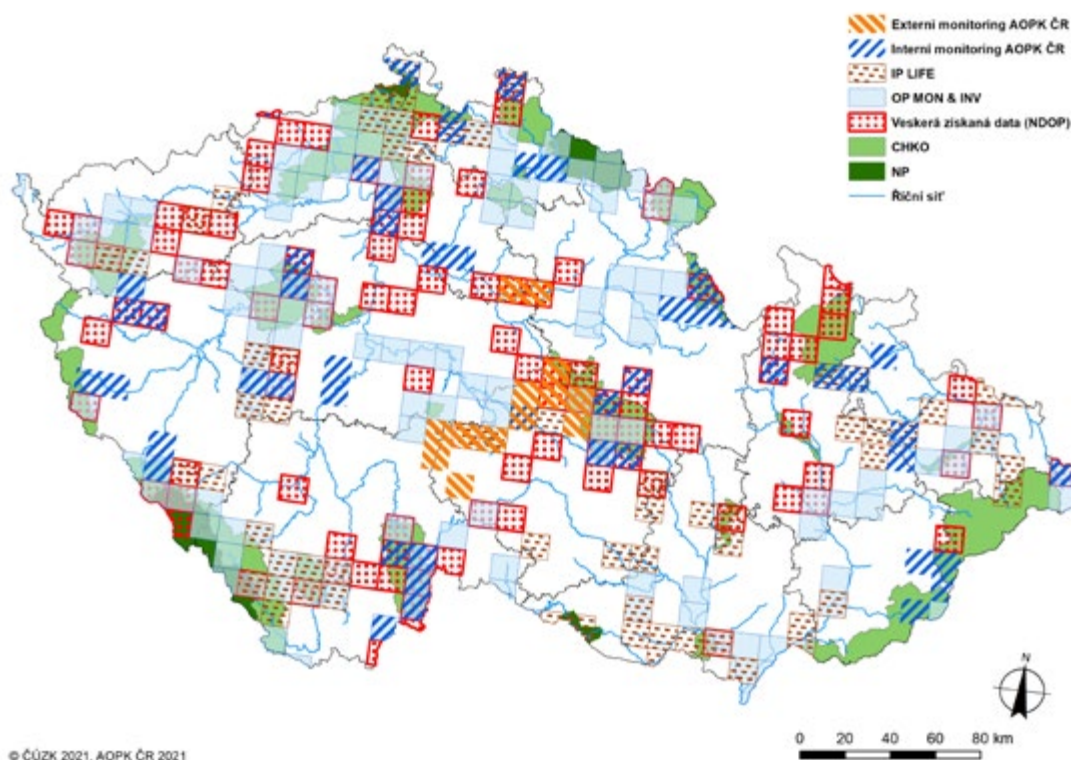 Externí monitoring AOPK ČR
Interní monitoring AOPK ČR
IP LIFE
OP MON & INV
Veškerá získaná data (NDOP)
CHKO
NP
Říční síť
N
0 20 40 60 80 km
© ČÚZK 2021, AOPK ČR 2021